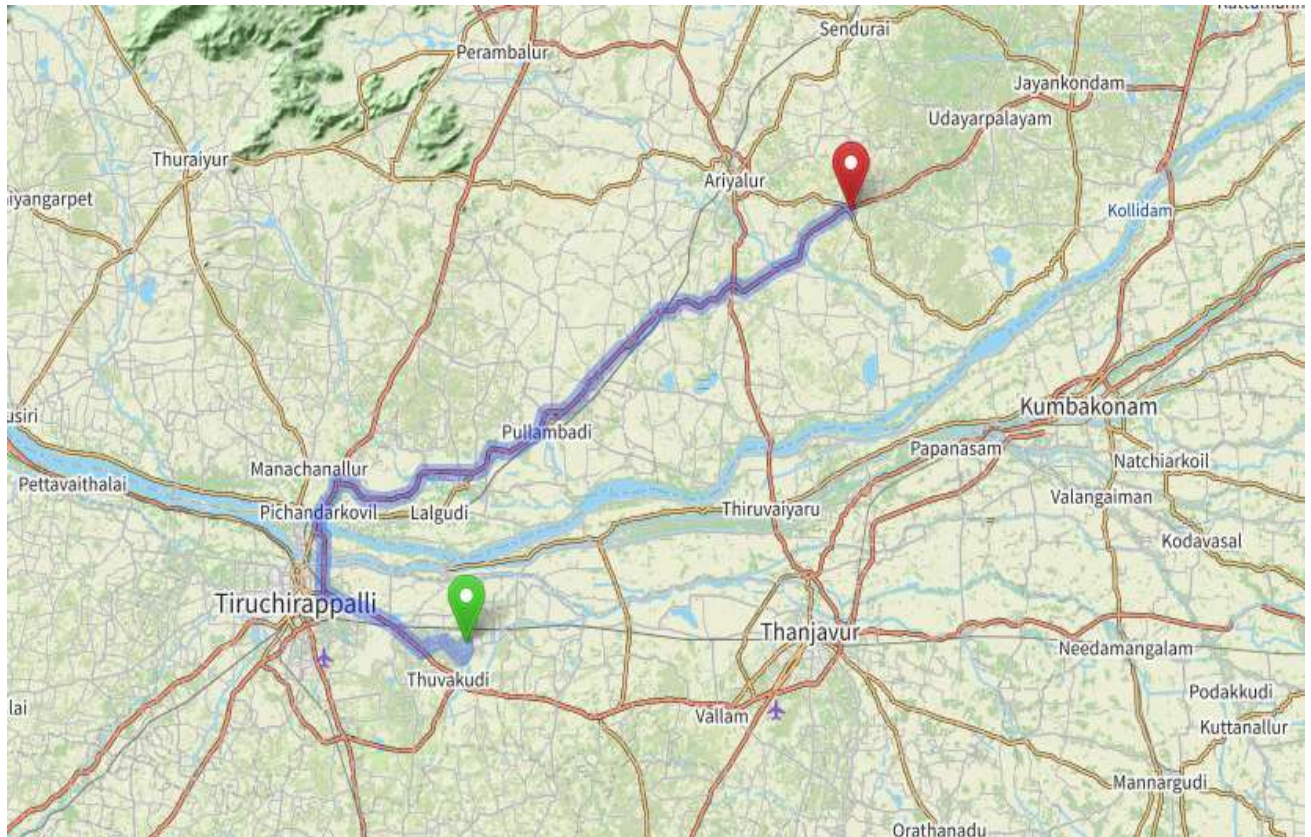 Sendurai
Perambalur
Jayankondam
Udayarpalayam
Thuraiyur
Ariyalur
iyangarpet
Kollidam
Kumbakonam
usiri
Pullambadi
Papanasam
Natchiarkoil
Manachanallur
Pettavaithalai
Valangaiman
Pichandarkovil
Lalgudi
Thiruvaiyaru
Kodavasal
Tiruchirappalli
Thanjavur
Needamangalam
Thuvakudi
Podakkudi
lai
Vallam
Kuttanallur
Mannargudi
Orathanadu